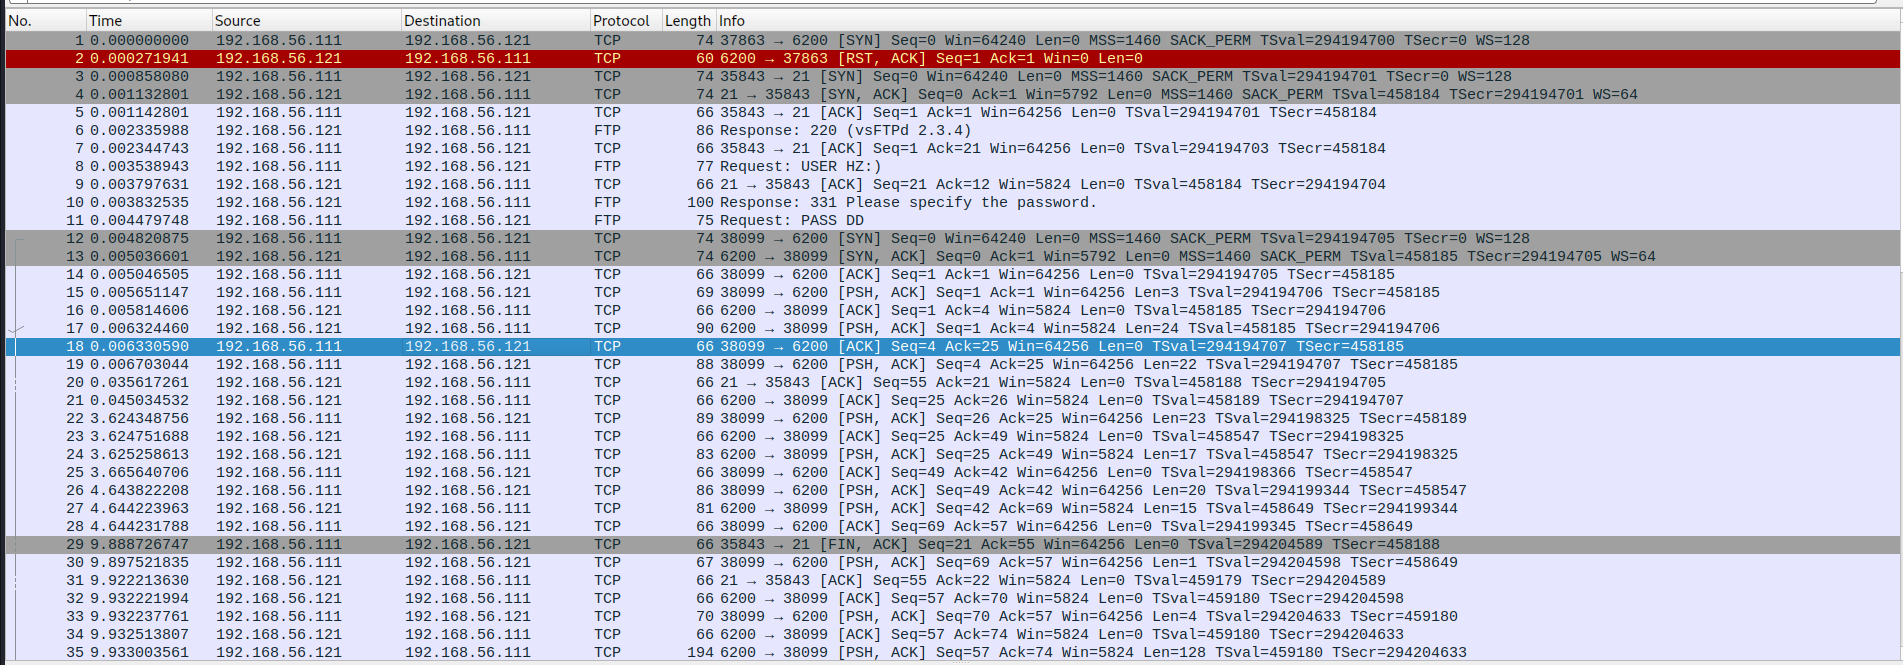 No. Time Source Destination Protocol Length Info
1 0.000000000 192.168.56.111 192.168.56.121 TCP 74 37863 → 6200 [SYN] Seq=0 Win=64240 Len=0 MSS=1460 SACK_PERM TSval=294194700 TSecr=0 WS=128
2 0.000271941 192.168.56.121 192.168.56.111 TCP 60 6200 → 37863 [RST, ACK] Seq=1 Ack=1 Win=0 Len=0
3 0.000858080 192.168.56.111 192.168.56.121 TCP 74 35843 → 21 [SYN] Seq=0 Win=64240 Len=0 MSS=1460 SACK_PERM TSval=294194701 TSecr=0 WS=128
4 0.001132801 192.168.56.121 192.168.56.111 TCP 74 21 → 35843 [SYN, ACK] Seq=0 Ack=1 Win=5792 Len=0 MSS=1460 SACK_PERM TSval=458184 TSecr=294194701 WS=64
5 0.001142801 192.168.56.111 192.168.56.121 TCP 66 35843 → 21 [ACK] Seq=1 Ack=1 Win=64256 Len=0 TSval=294194701 TSecr=458184
6 0.002335988 192.168.56.121 192.168.56.111 FTP 86 Response: 220 (vsFTPd 2.3.4)
7 0.002344743 192.168.56.111 192.168.56.121 TCP 66 35843 → 21 [ACK] Seq=1 Ack=21 Win=64256 Len=0 TSval=294194703 TSecr=458184
8 0.003538943 192.168.56.111 192.168.56.121 FTP 77 Request: USER HZ:)
9 0.003797631 192.168.56.121 192.168.56.111 TCP 66 21 → 35843 [ACK] Seq=21 Ack=12 Win=5824 Len=0 TSval=458184 TSecr=294194704
10 0.003832535 192.168.56.121 192.168.56.111 FTP 100 Response: 331 Please specify the password.
11 0.004479748 192.168.56.111 192.168.56.121 FTP 75 Request: PASS DD
12 0.004820875 192.168.56.111 192.168.56.121 TCP 74 38099 → 6200 [SYN] Seq=0 Win=64240 Len=0 MSS=1460 SACK_PERM TSval=294194705 TSecr=0 WS=128
13 0.005036601 192.168.56.121 192.168.56.111 TCP 74 6200 → 38099 [SYN, ACK] Seq=0 Ack=1 Win=5792 Len=0 MSS=1460 SACK_PERM TSval=458185 TSecr=294194705 WS=64
14 0.005046505 192.168.56.111 192.168.56.121 TCP 66 38099 → 6200 [ACK] Seq=1 Ack=1 Win=64256 Len=0 TSval=294194705 TSecr=458185
15 0.005651147 192.168.56.111 192.168.56.121 TCP 69 38099 → 6200 [PSH, ACK] Seq=1 Ack=1 Win=64256 Len=3 TSval=294194706 TSecr=458185
16 0.005814606 192.168.56.121 192.168.56.111 TCP 66 6200 → 38099 [ACK] Seq=1 Ack=4 Win=5824 Len=0 TSval=458185 TSecr=294194706
17 0.006324460 192.168.56.121 192.168.56.111 TCP 90 6200 → 38099 [PSH, ACK] Seq=1 Ack=4 Win=5824 Len=24 TSval=458185 TSecr=294194706
18 0.006330590 192.168.56.111 192.168.56.121 TCP 66 38099 → 6200 [ACK] Seq=4 Ack=25 Win=64256 Len=0 TSval=294194707 TSecr=458185
19 0.006703044 192.168.56.111 192.168.56.121 TCP 88 38099 → 6200 [PSH, ACK] Seq=4 Ack=25 Win=64256 Len=22 TSval=294194707 TSecr=458185
20 0.035617261 192.168.56.121 192.168.56.111 TCP 66 21 → 35843 [ACK] Seq=55 Ack=21 Win=5824 Len=0 TSval=458188 TSecr=294194705
21 0.045034532 192.168.56.121 192.168.56.111 TCP 66 6200 → 38099 [ACK] Seq=25 Ack=26 Win=5824 Len=0 TSval=458189 TSecr=294194707
22 3.624348756 192.168.56.111 192.168.56.121 TCP 89 38099 → 6200 [PSH, ACK] Seq=26 Ack=25 Win=64256 Len=23 TSval=294198325 TSecr=458189
23 3.624751688 192.168.56.121 192.168.56.111 TCP 66 6200 → 38099 [ACK] Seq=25 Ack=49 Win=5824 Len=0 TSval=458547 TSecr=294198325
24 3.625258613 192.168.56.121 192.168.56.111 TCP 83 6200 → 38099 [PSH, ACK] Seq=25 Ack=49 Win=5824 Len=17 TSval=458547 TSecr=294198325
25 3.665640706 192.168.56.111 192.168.56.121 TCP 66 38099 → 6200 [ACK] Seq=49 Ack=42 Win=64256 Len=0 TSval=294198366 TSecr=458547
26 4.643822208 192.168.56.111 192.168.56.121 TCP 86 38099 → 6200 [PSH, ACK] Seq=49 Ack=42 Win=64256 Len=20 TSval=294199344 TSecr=458547
27 4.644223963 192.168.56.121 192.168.56.111 TCP 81 6200 → 38099 [PSH, ACK] Seq=42 Ack=69 Win=5824 Len=15 TSval=458649 TSecr=294199344
28 4.644231788 192.168.56.111 192.168.56.121 TCP 66 38099 → 6200 [ACK] Seq=69 Ack=57 Win=64256 Len=0 TSval=294199345 TSecr=458649
29 9.888726747 192.168.56.111 192.168.56.121 TCP 66 35843 → 21 [FIN, ACK] Seq=21 Ack=55 Win=64256 Len=0 TSval=294204589 TSecr=458188
30 9.897521835 192.168.56.111 192.168.56.121 TCP 67 38099 → 6200 [PSH, ACK] Seq=69 Ack=57 Win=64256 Len=1 TSval=294204598 TSecr=458649
31 9.922213630 192.168.56.121 192.168.56.111 TCP 66 21 → 35843 [ACK] Seq=55 Ack=22 Win=5824 Len=0 TSval=459179 TSecr=294204589
32 9.932221994 192.168.56.121 192.168.56.111 TCP 66 6200 → 38099 [ACK] Seq=57 Ack=70 Win=5824 Len=0 TSval=459180 TSecr=294204598
33 9.932237761 192.168.56.111 192.168.56.121 TCP 70 38099 → 6200 [PSH, ACK] Seq=70 Ack=57 Win=64256 Len=4 TSval=294204633 TSecr=459180
34 9.932513807 192.168.56.121 192.168.56.111 TCP 66 6200 → 38099 [ACK] Seq=57 Ack=74 Win=5824 Len=0 TSval=459180 TSecr=294204633
35 9.933003561 192.168.56.121 192.168.56.111 TCP 194 6200 → 38099 [PSH, ACK] Seq=57 Ack=74 Win=5824 Len=128 TSval=459180 TSecr=294204633